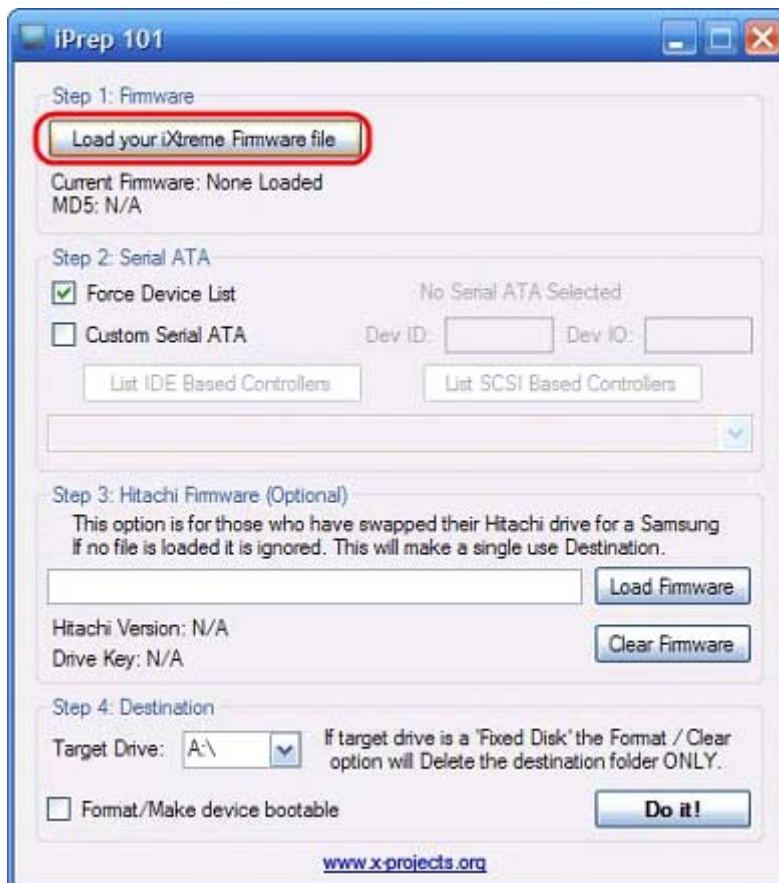 iPrep 101
Step 1: Firmware
Load your iXtreme Firmware file
Current Firmware: None Loaded
MD5: N/A
Step 2: Serial ATA
Force Device List
No Serial ATA Selected
Custom Serial ATA
Dev ID:
Dev IO:
List IDE Based Controllers
List SCSI Based Controllers
Step 3: Hitachi Firmware (Optional)
This option is for those who have swapped their Hitachi drive for a Samsung
If no file is loaded it is ignored. This will make a single use Destination.
Load Firmware
Hitachi Version: N/A
Clear Firmware
Drive Key: N/A
Step 4: Destination
Target Drive:
A:\
If target drive is a 'Fixed Disk' the Format / Clear
option will Delete the destination folder ONLY.
Format/Make device bootable
Do it!
www.x-projects.org